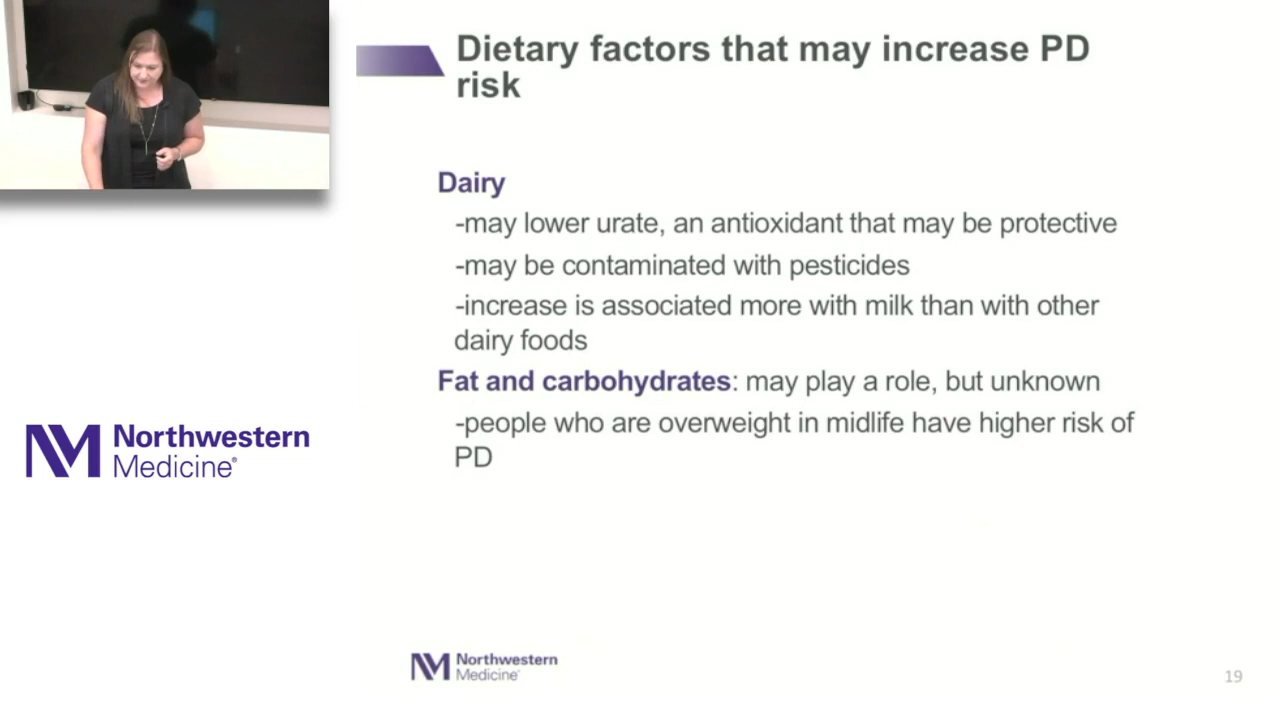 Dietary factors that may increase PD
risk
Dairy
-may lower urate, an antioxidant that may be protective
-may be contaminated with pesticides
-increase is associated more with milk than with other
dairy foods
Fat and carbohydrates: may play a role, but unknown
-people who are overweight in midlife have higher risk of
PD
Northwestern
Medicine®
Northwestern
Medicine®
19